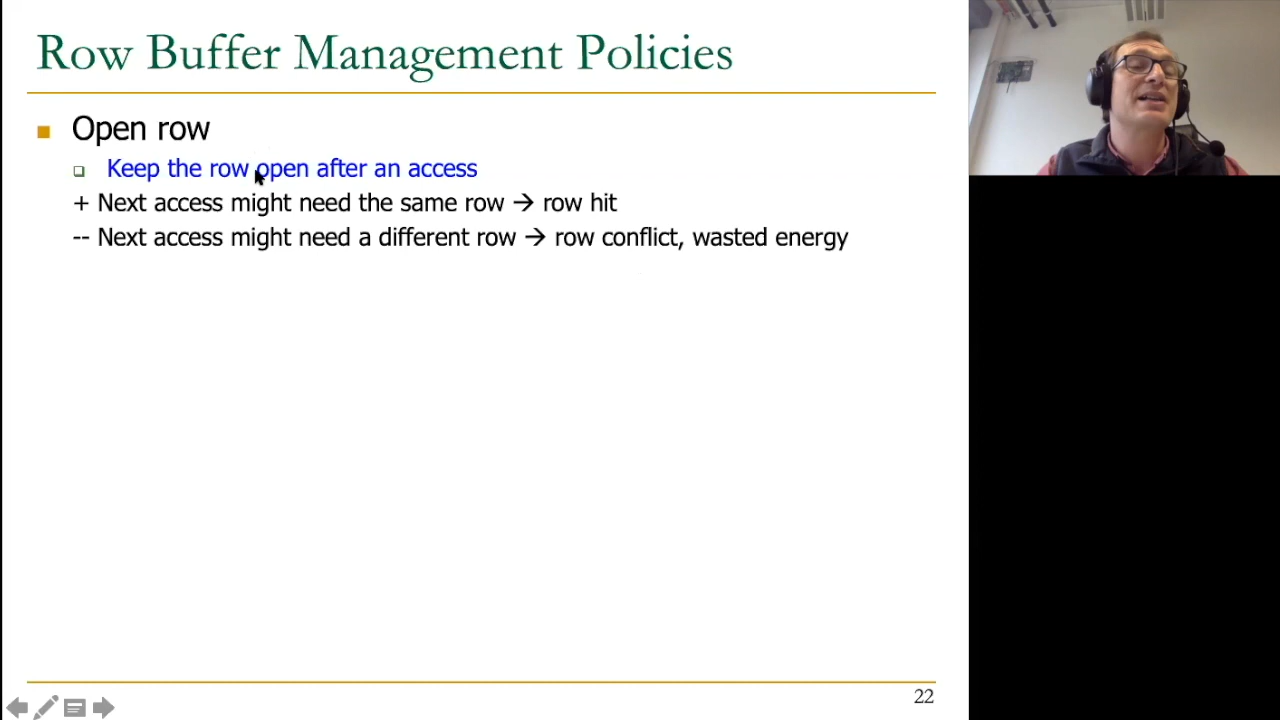 Row Buffer Management Policies
Open row
Keep the row open after an access
+ Next access might need the same row → row hit
-- Next access might need a different row → row conflict, wasted energy
22